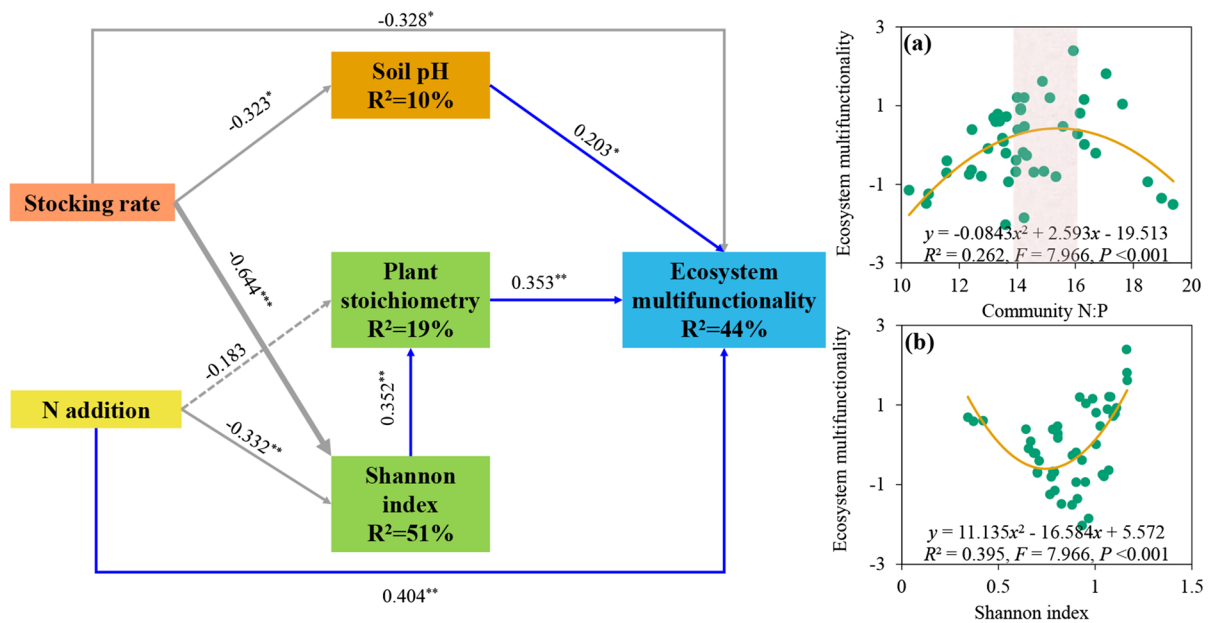 -0.328*
Soil pH
R²=10%
-0.323*
0.203*
Stocking rate
-0.644***
Plant
stoichiometry
R²=19%
0.353**
Ecosystem
multifunctionality
R²=44%
-0.183
0.352**
N addition
-0.332**
Shannon
index
R²=51%
0.404**
(a)
Ecosystem multifunctionality
3
1
-1
-3
y = -0.0843x² + 2.593x - 19.513
R² = 0.262, F = 7.966, P <0.001
10 12 14 16 18 20
Community N:P
(b)
Ecosystem multifunctionality
3
1
-1
-3
y = 11.135x² - 16.584x + 5.572
R² = 0.395, F = 7.966, P <0.001
0 0.5 1 1.5
Shannon index